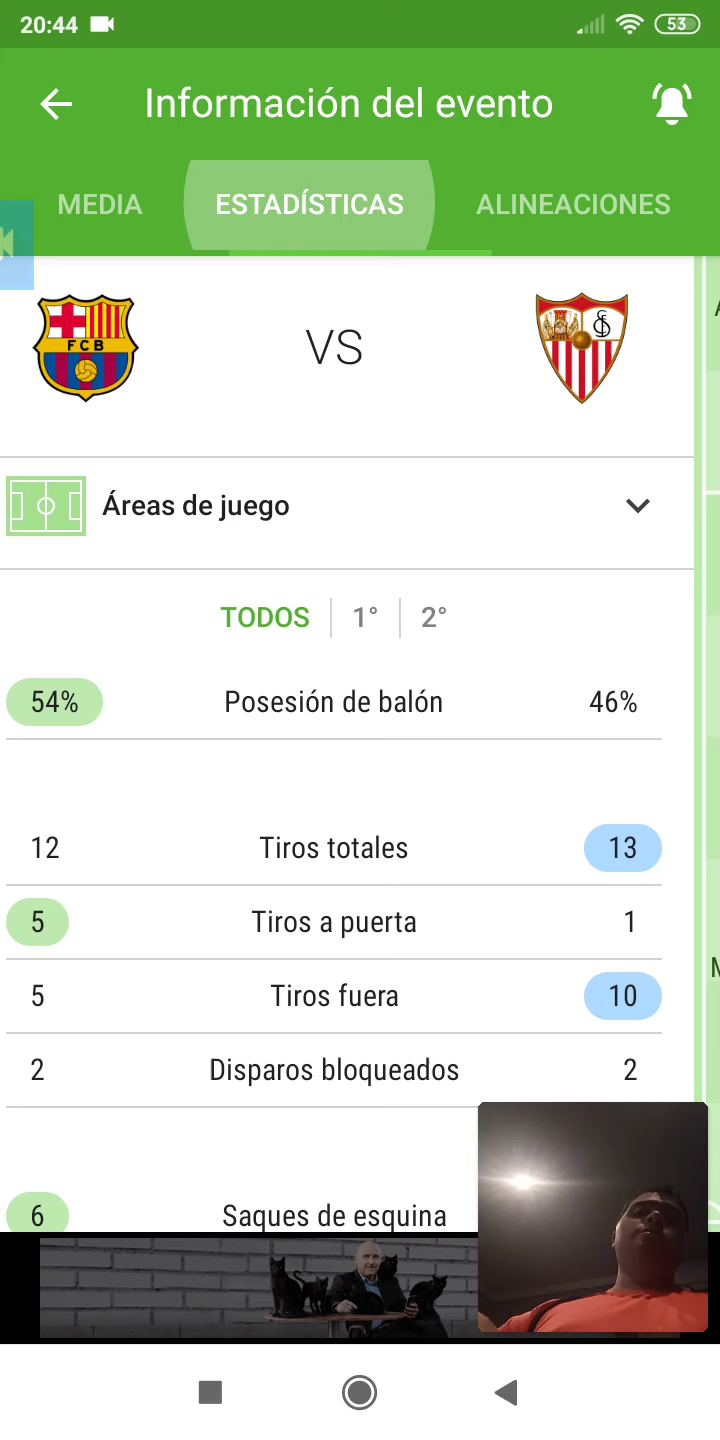 20:44 53
Información del evento
MEDIA ESTADÍSTICAS ALINEACIONES
FCB
VS
Áreas de juego
TODOS 1° 2°
54% Posesión de balón 46%
12 Tiros totales 13
5 Tiros a puerta 1
5 Tiros fuera 10
2 Disparos bloqueados 2
6 Saques de esquina